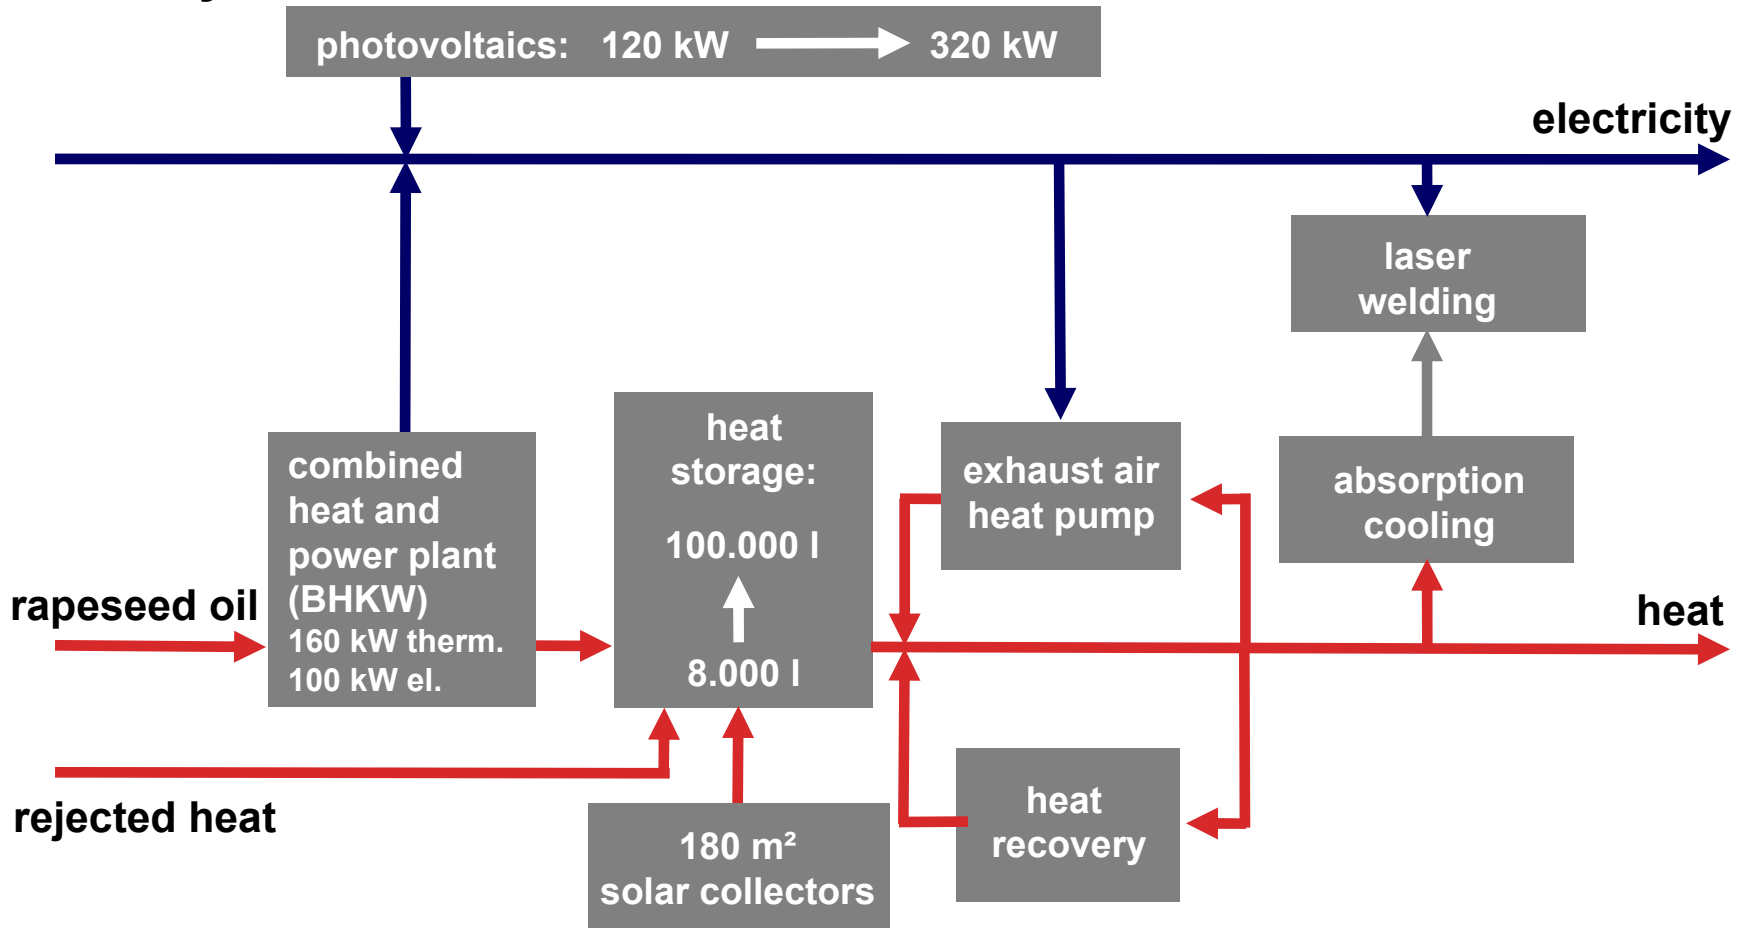 photovoltaics: 120 kW 320 kW
electricity
laser
welding
combined
heat and
power plant
(BHKW)
160 kW therm.
100 kW el.
heat
storage:
100.000 l
8.000 l
exhaust air
heat pump
absorption
cooling
rapeseed oil
heat
rejected heat
180 m²
solar collectors
heat
recovery